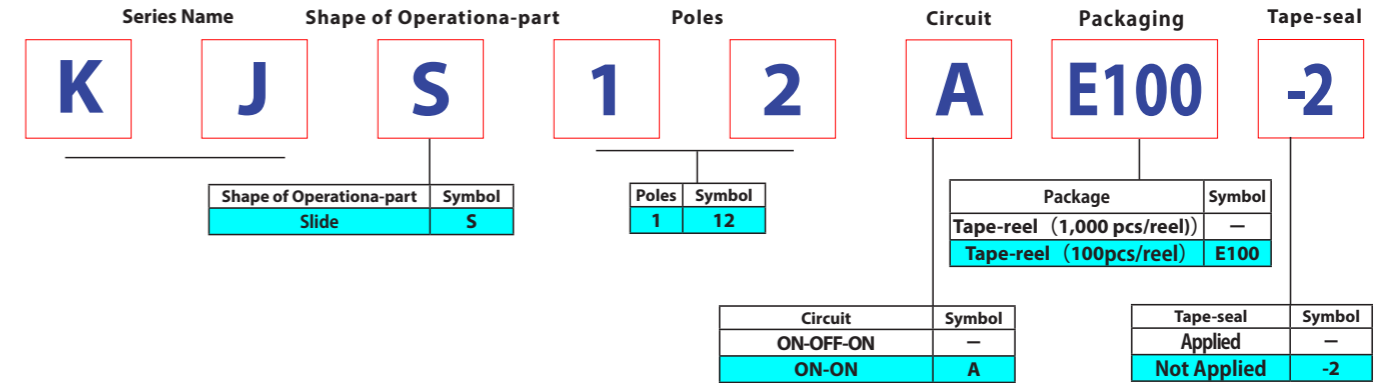 Series Name Shape of Operationa-part Poles Circuit Packaging Tape-seal
K J S 1 2 A E100 -2
Shape of Operationa-part Symbol
Slide S
Poles Symbol
1 12
Package Symbol
Tape-reel（1,000 pcs/reel)） —
Tape-reel（100pcs/reel） E100
Circuit Symbol
ON-OFF-ON —
ON-ON A
Tape-seal Symbol
Applied —
Not Applied -2